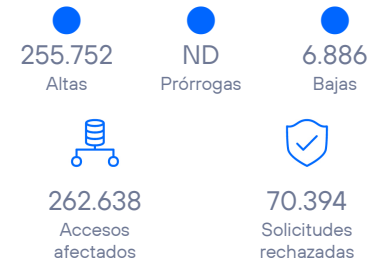 255.752 ND 6.886
Altas Prórrogas Bajas
262.638 70.394
Accesos Solicitudes
afectados rechazadas